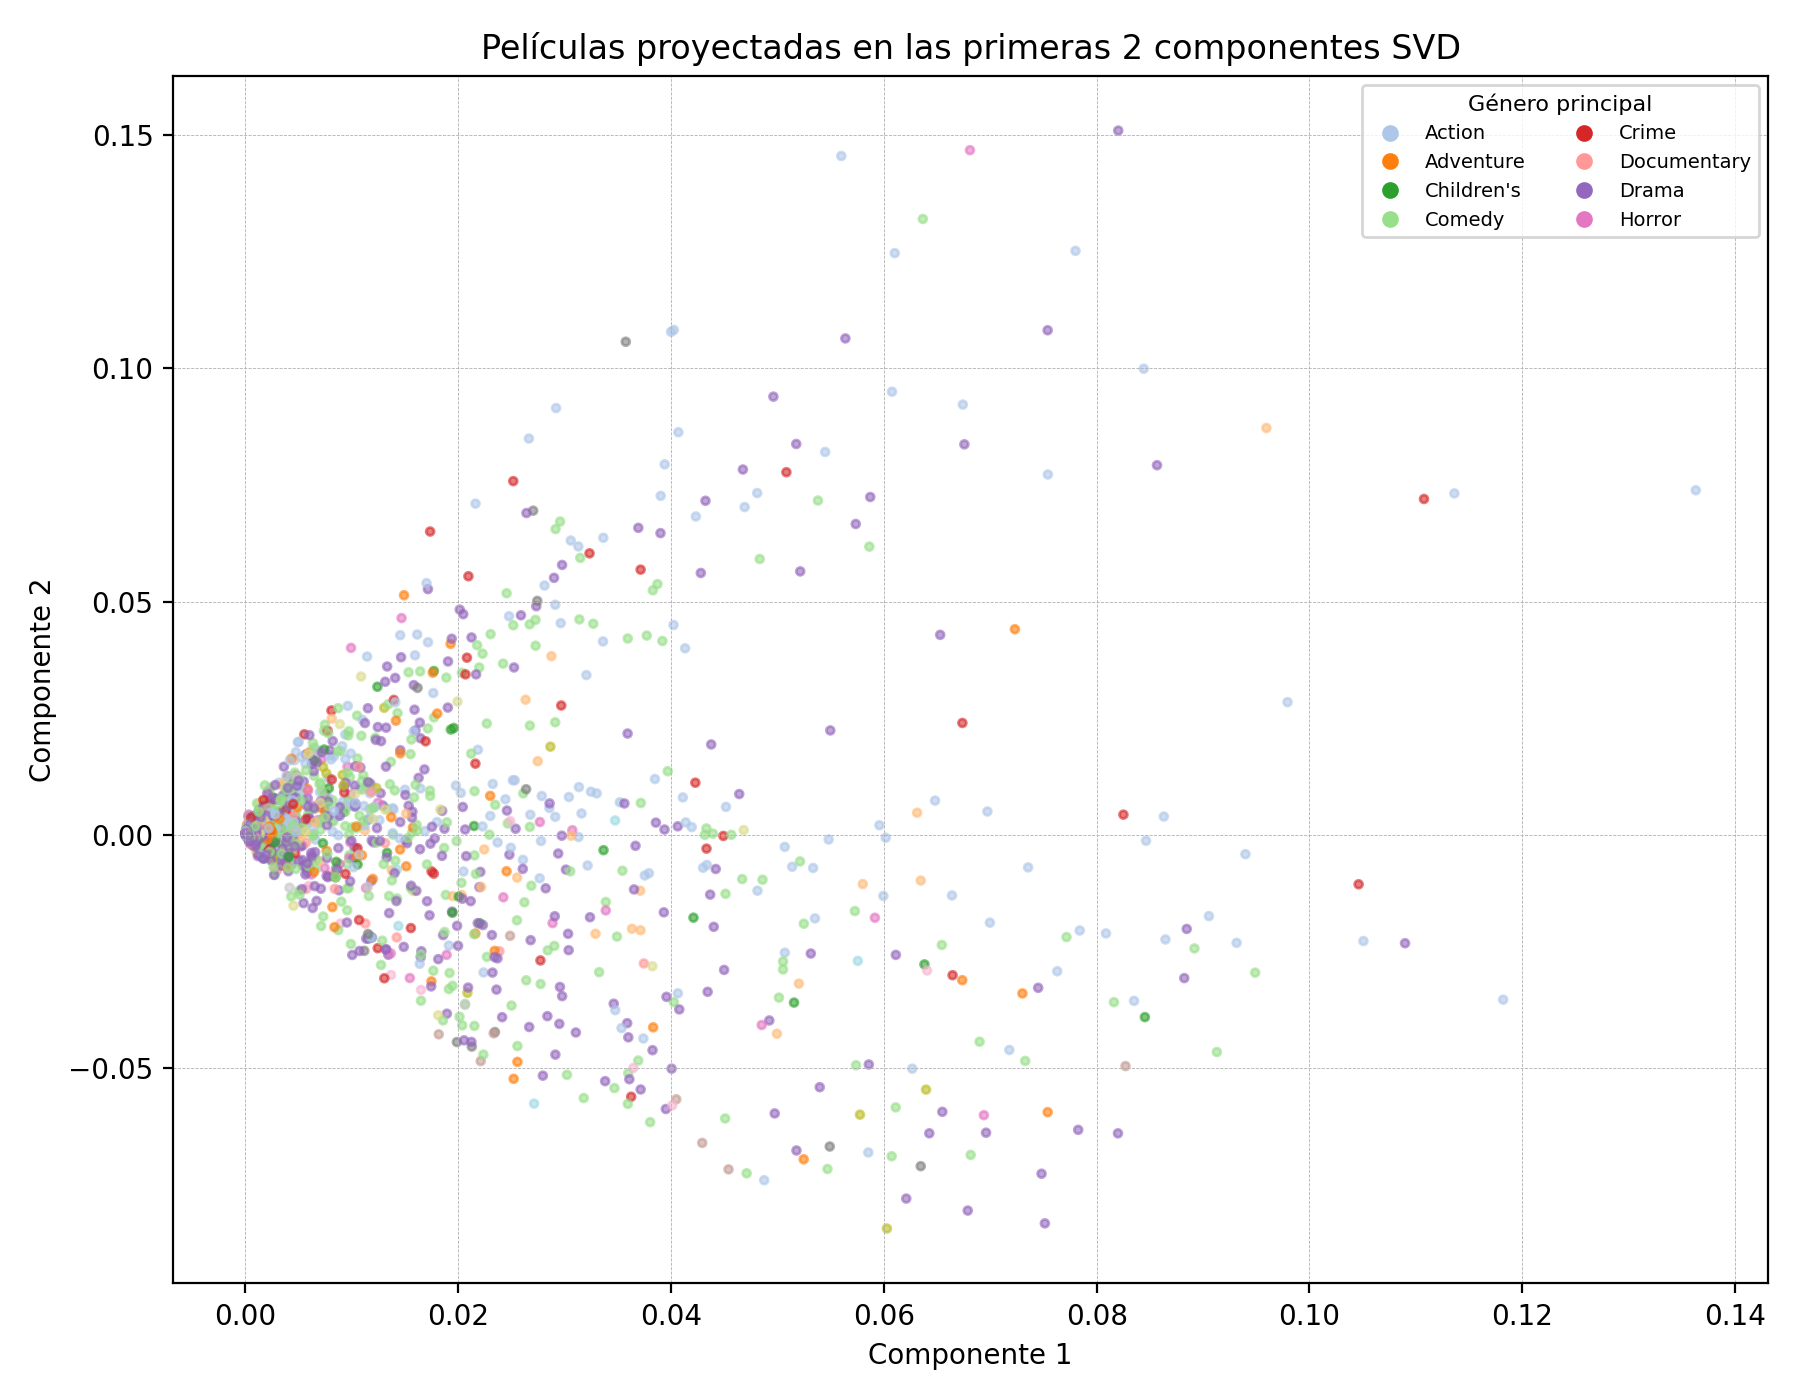 Películas proyectadas en las primeras 2 componentes SVD
Género principal
Action
Adventure
Children's
Comedy
Crime
Documentary
Drama
Horror
Componente 2
0.15
0.10
0.05
0.00
−0.05
0.00 0.02 0.04 0.06 0.08 0.10 0.12 0.14
Componente 1